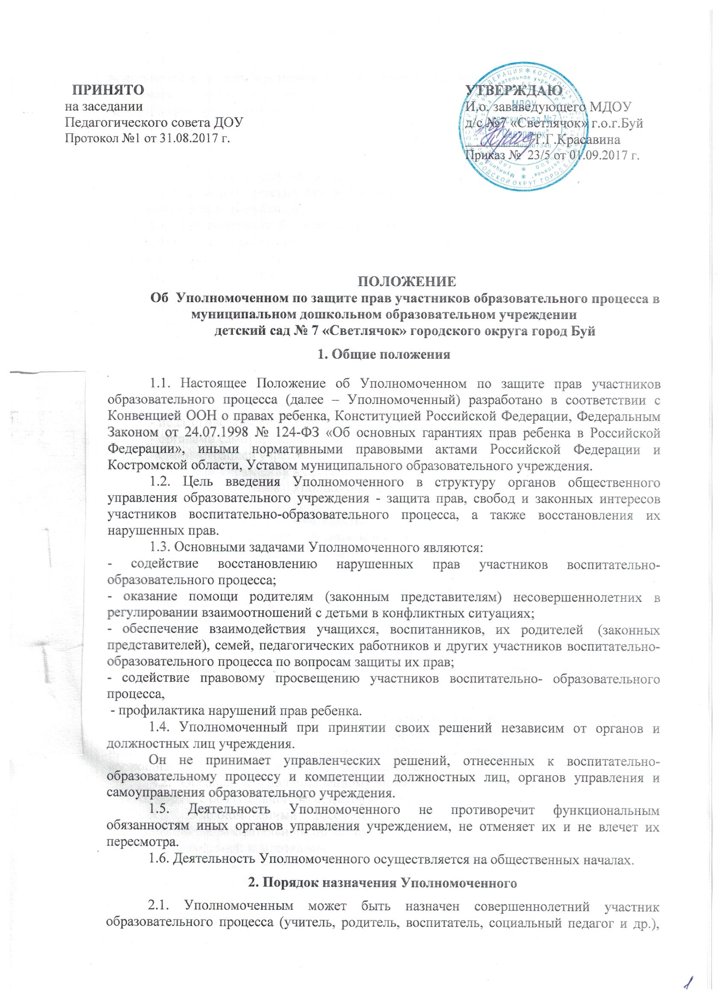 ПРИНЯТО
на заседании
Педагогического совета ДОУ
Протокол №1 от 31.08.2017 г.
УТВЕРЖДАЮ
И.о. зававедующего МДОУ
д/с №7 «Светлячок» г.о.г.Буй
Т.Г.Красавина
Приказ № 23/5 от 01.09.2017 г.
МДОУ
детский сад №7
"Светлячок"
ПОЛОЖЕНИЕ
Об Уполномоченном по защите прав участников образовательного процесса в
муниципальном дошкольном образовательном учреждении
детский сад № 7 «Светлячок» городского округа город Буй
1. Общие положения
1.1. Настоящее Положение об Уполномоченном по защите прав участников
образовательного процесса (далее – Уполномоченный) разработано в соответствии с
Конвенцией ООН о правах ребенка, Конституцией Российской Федерации, Федеральным
Законом от 24.07.1998 № 124-ФЗ «Об основных гарантиях прав ребенка в Российской
Федерации», иными нормативными правовыми актами Российской Федерации и
Костромской области, Уставом муниципального образовательного учреждения.
1.2. Цель введения Уполномоченного в структуру органов общественного
управления образовательного учреждения - защита прав, свобод и законных интересов
участников воспитательно-образовательного процесса, а также восстановления их
нарушенных прав.
1.3. Основными задачами Уполномоченного являются:
- содействие восстановлению нарушенных прав участников воспитательно-
образовательного процесса;
- оказание помощи родителям (законным представителям) несовершеннолетних в
регулировании взаимоотношений с детьми в конфликтных ситуациях;
- обеспечение взаимодействия учащихся, воспитанников, их родителей (законных
представителей), семей, педагогических работников и других участников воспитательно-
образовательного процесса по вопросам защиты их прав;
- содействие правовому просвещению участников воспитательно- образовательного
процесса,
- профилактика нарушений прав ребенка.
1.4. Уполномоченный при принятии своих решений независим от органов и
должностных лиц учреждения.
Он не принимает управленческих решений, отнесенных к воспитательно-
образовательному процессу и компетенции должностных лиц, органов управления и
самоуправления образовательного учреждения.
1.5. Деятельность Уполномоченного не противоречит функциональным
обязанностям иных органов управления учреждением, не отменяет их и не влечет их
пересмотра.
1.6. Деятельность Уполномоченного осуществляется на общественных началах.
2. Порядок назначения Уполномоченного
2.1. Уполномоченным может быть назначен совершеннолетний участник
образовательного процесса (учитель, родитель, воспитатель, социальный педагог и др.),
1